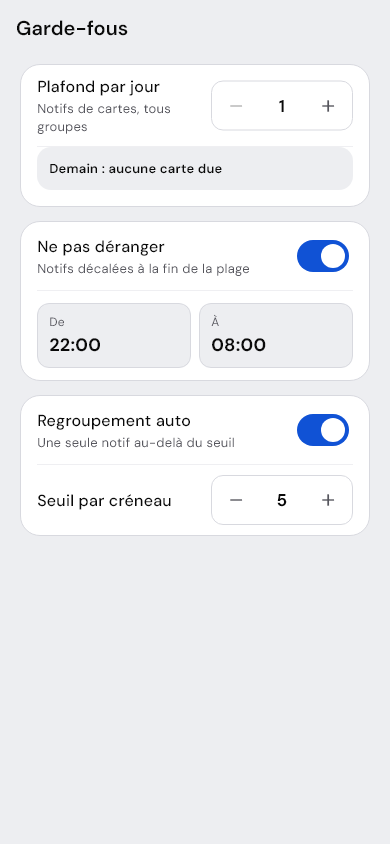 Garde-fous
Plafond par jour
Notifs de cartes, tous
groupes
1
Demain : aucune carte due
Ne pas déranger
Notifs décalées à la fin de la plage
De
22:00
À
08:00
Regroupement auto
Une seule notif au-delà du seuil
Seuil par créneau
5